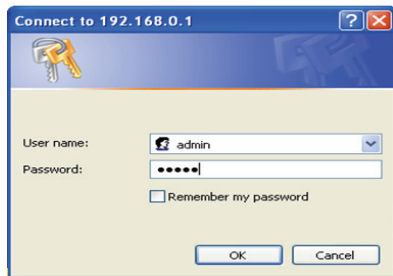 Connect to 192.168.0.1
User name:
admin
Password:
•••••
Remember my password
OK
Cancel